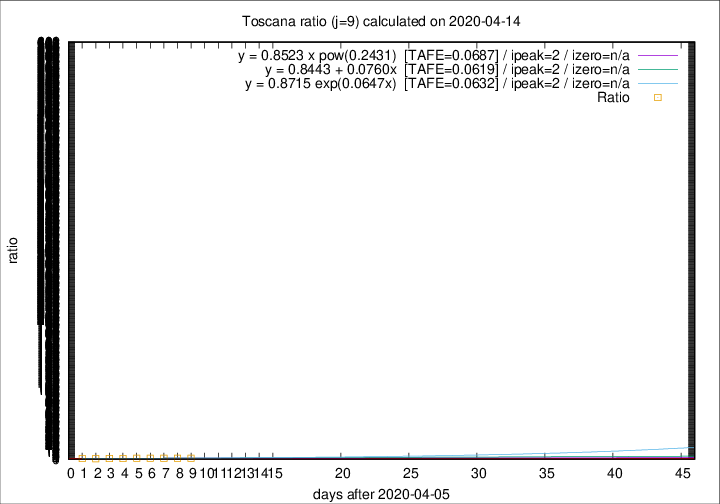 Toscana ratio (j=9) calculated on 2020-04-14
y = 0.8523 x pow(0.2431) [TAFE=0.0687] / ipeak=2 / izero=n/a
y = 0.8443 + 0.0760x [TAFE=0.0619] / ipeak=2 / izero=n/a
y = 0.8715 exp(0.0647x) [TAFE=0.0632] / ipeak=2 / izero=n/a
Ratio
ratio
0 1 2 3 4 5 6 7 8 9 10 11 12 13 14 15 20 25 30 35 40 45
days after 2020-04-05